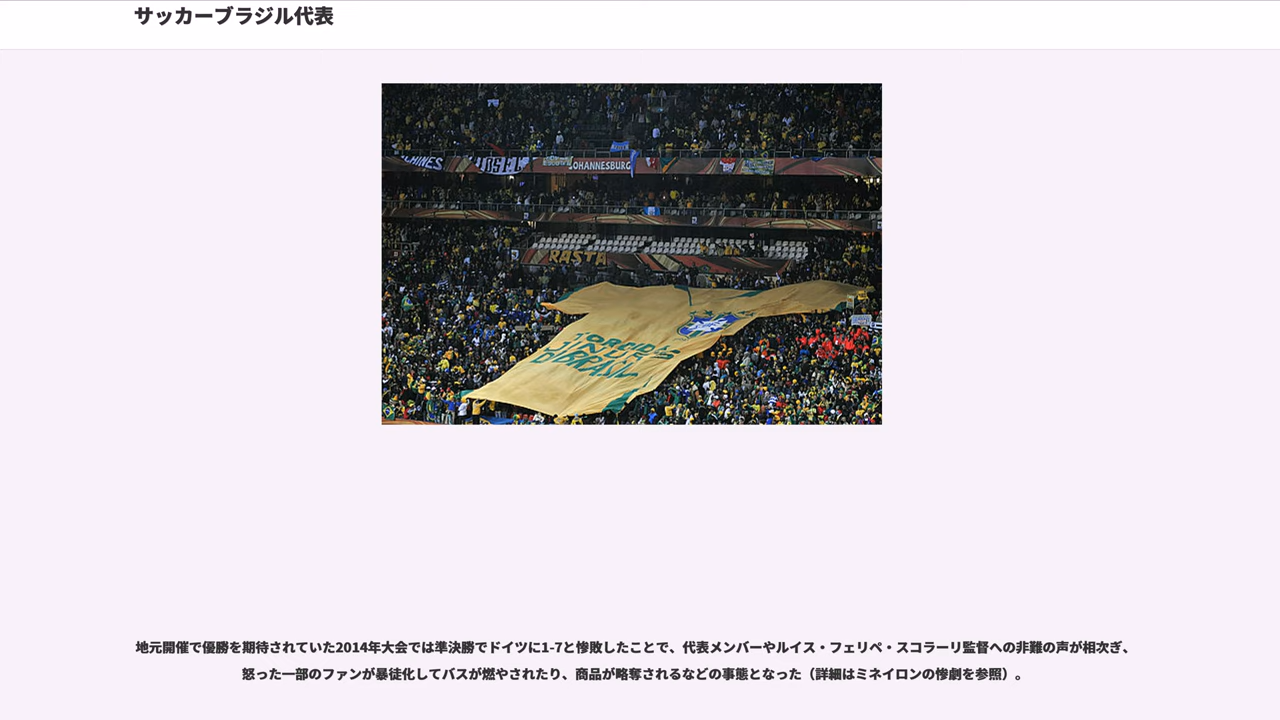 サッカーブラジル代表
JOHANNESBURG
RASTA
地元開催で優勝を期待されていた2014年大会では準決勝でドイツに1-7と惨敗したことで、代表メンバーやルイス・フェリペ・スコラーリ監督への非難の声が相次ぎ、
怒った一部のファンが暴徒化してバスが燃やされたり、商品が略奪されるなどの事態となった（詳細はミネイロンの惨劇を参照）。